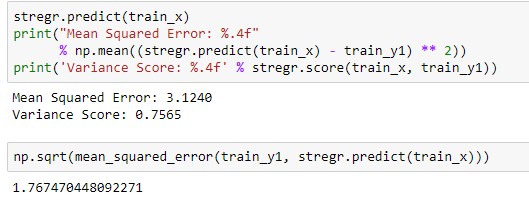 stregr.predict(train_x)
print("Mean Squared Error: %.4f"
% np.mean((stregr.predict(train_x) - train_y1) ** 2))
print('Variance Score: %.4f' % stregr.score(train_x, train_y1))
Mean Squared Error: 3.1240
Variance Score: 0.7565
np.sqrt(mean_squared_error(train_y1, stregr.predict(train_x)))
1.767470448092271